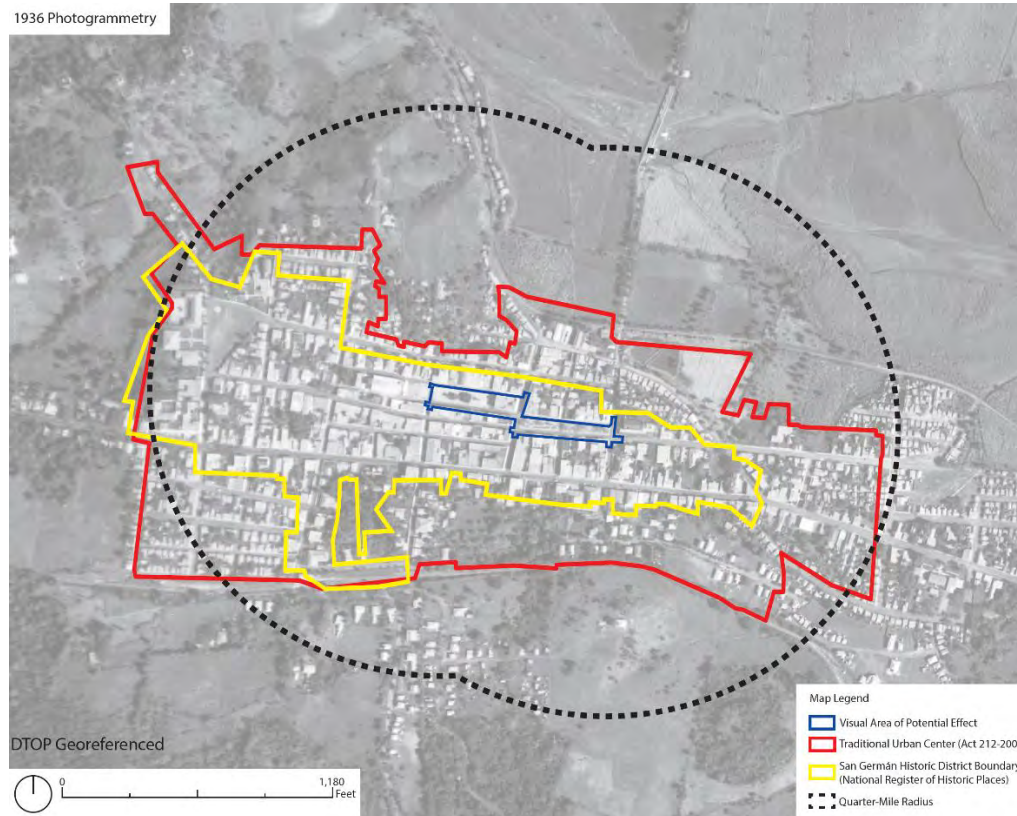 1936 Photogrammetry
DTOP Georeferenced
0
1,180
Feet
Map Legend
Visual Area of Potential Effect
Traditional Urban Center (Act 212-200
San Germán Historic District Boundary
(National Register of Historic Places)
Quarter-Mile Radius